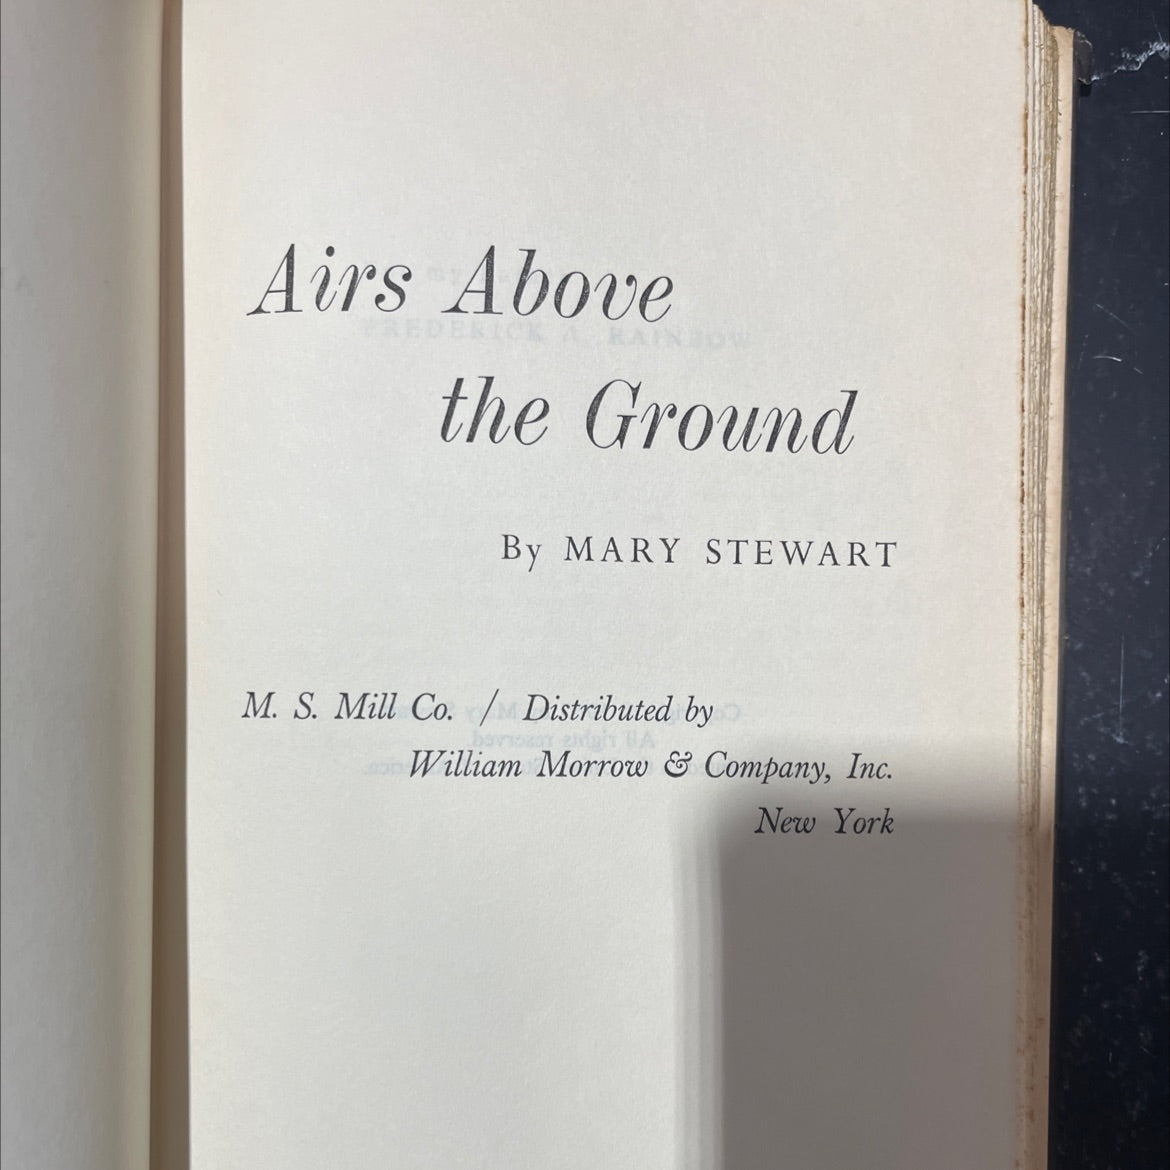 Airs Above
the Ground
By MARY STEWART
M. S. Mill Co. / Distributed by
William Morrow & Company, Inc.
New York